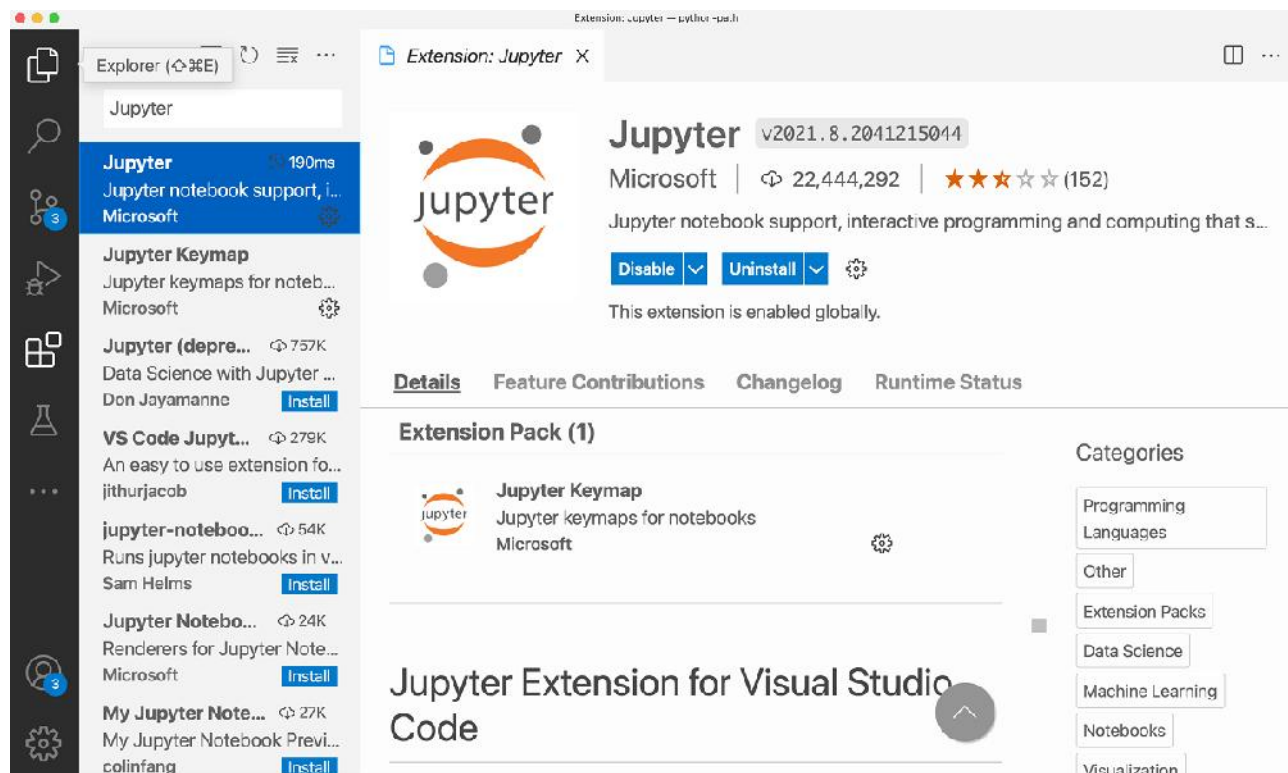 Extension: Jupyter — python-path
Explorer (⇧⌘E)
Extension: Jupyter
Jupyter
Jupyter 190ms
Jupyter notebook support, i...
Microsoft
Jupyter Keymap
Jupyter keymaps for noteb...
Microsoft
Jupyter (depre... 757K
Data Science with Jupyter ...
Don Jayamanne Install
VS Code Jupyt... 279K
An easy to use extension fo...
jithurjacob Install
jupyter-noteboo... 54K
Runs jupyter notebooks in v...
Sam Helms Install
Jupyter Notebo... 24K
Renderers for Jupyter Note...
Microsoft Install
My Jupyter Note... 27K
My Jupyter Notebook Previ...
colinfang Install
3
3
jupyter
Jupyter v2021.8.2041215044
Microsoft 22,444,292 (152)
Jupyter notebook support, interactive programming and computing that s...
Disable Uninstall
This extension is enabled globally.
Details Feature Contributions Changelog Runtime Status
Extension Pack (1)
jupyter
Jupyter Keymap
Jupyter keymaps for notebooks
Microsoft
Jupyter Extension for Visual Studio
Code
Categories
Programming
Languages
Other
Extension Packs
Data Science
Machine Learning
Notebooks
Visualization